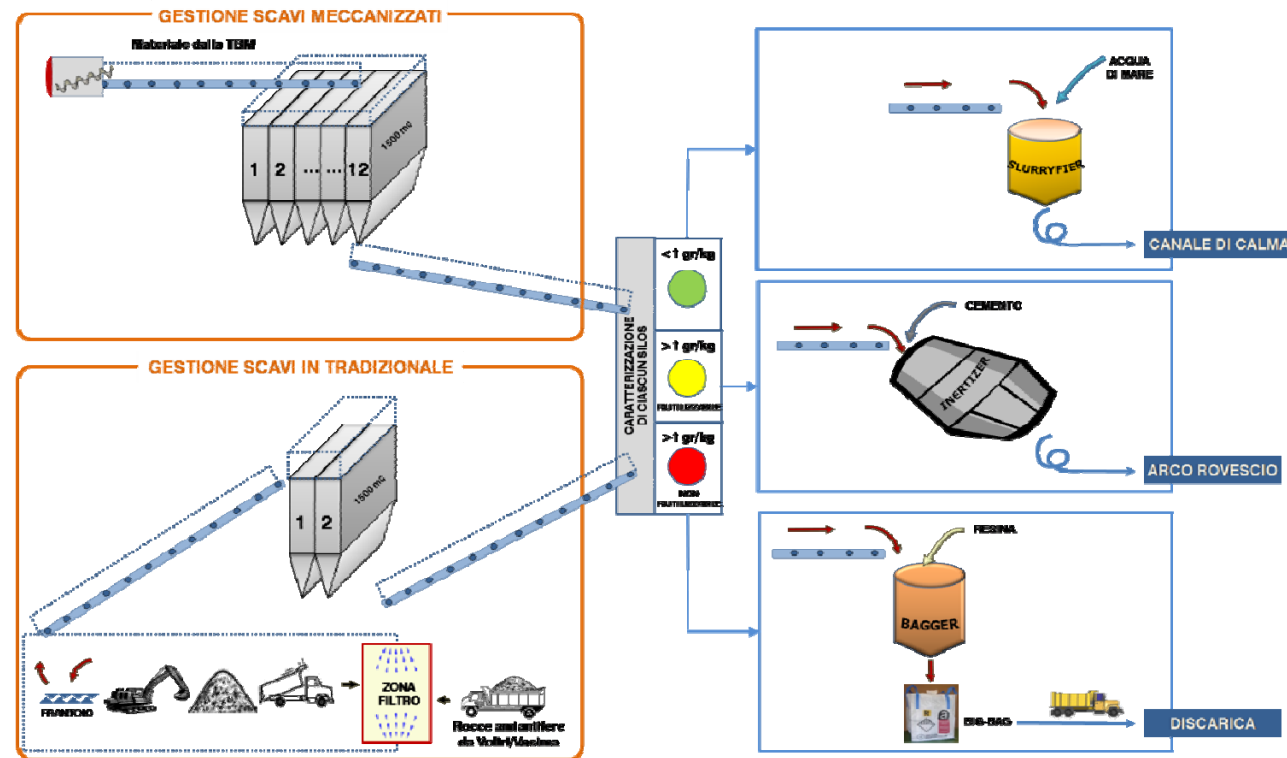 GESTIONE SCAVI MECCANIZZATI
Materiale dalla TBM
1500 mc
1
2
...
...
12
GESTIONE SCAVI IN TRADIZIONALE
1500 mc
1
2
FRANTOIO
ZONA
FILTRO
Rocce amiantifere
da Voltri/Vesima
CARATTERIZZAZIONE
DI CIASCUN SILOS
<1 gr/kg
>1 gr/kg
RIUTILIZZABILE
>1 gr/kg
NON
ACQUA
DI MARE
SLURRYFIER
CANALE DI CALMA
CEMENTO
INERTIZER
ARCO ROVESCIO
RESINA
BAGGER
BIG-BAG
DISCARICA